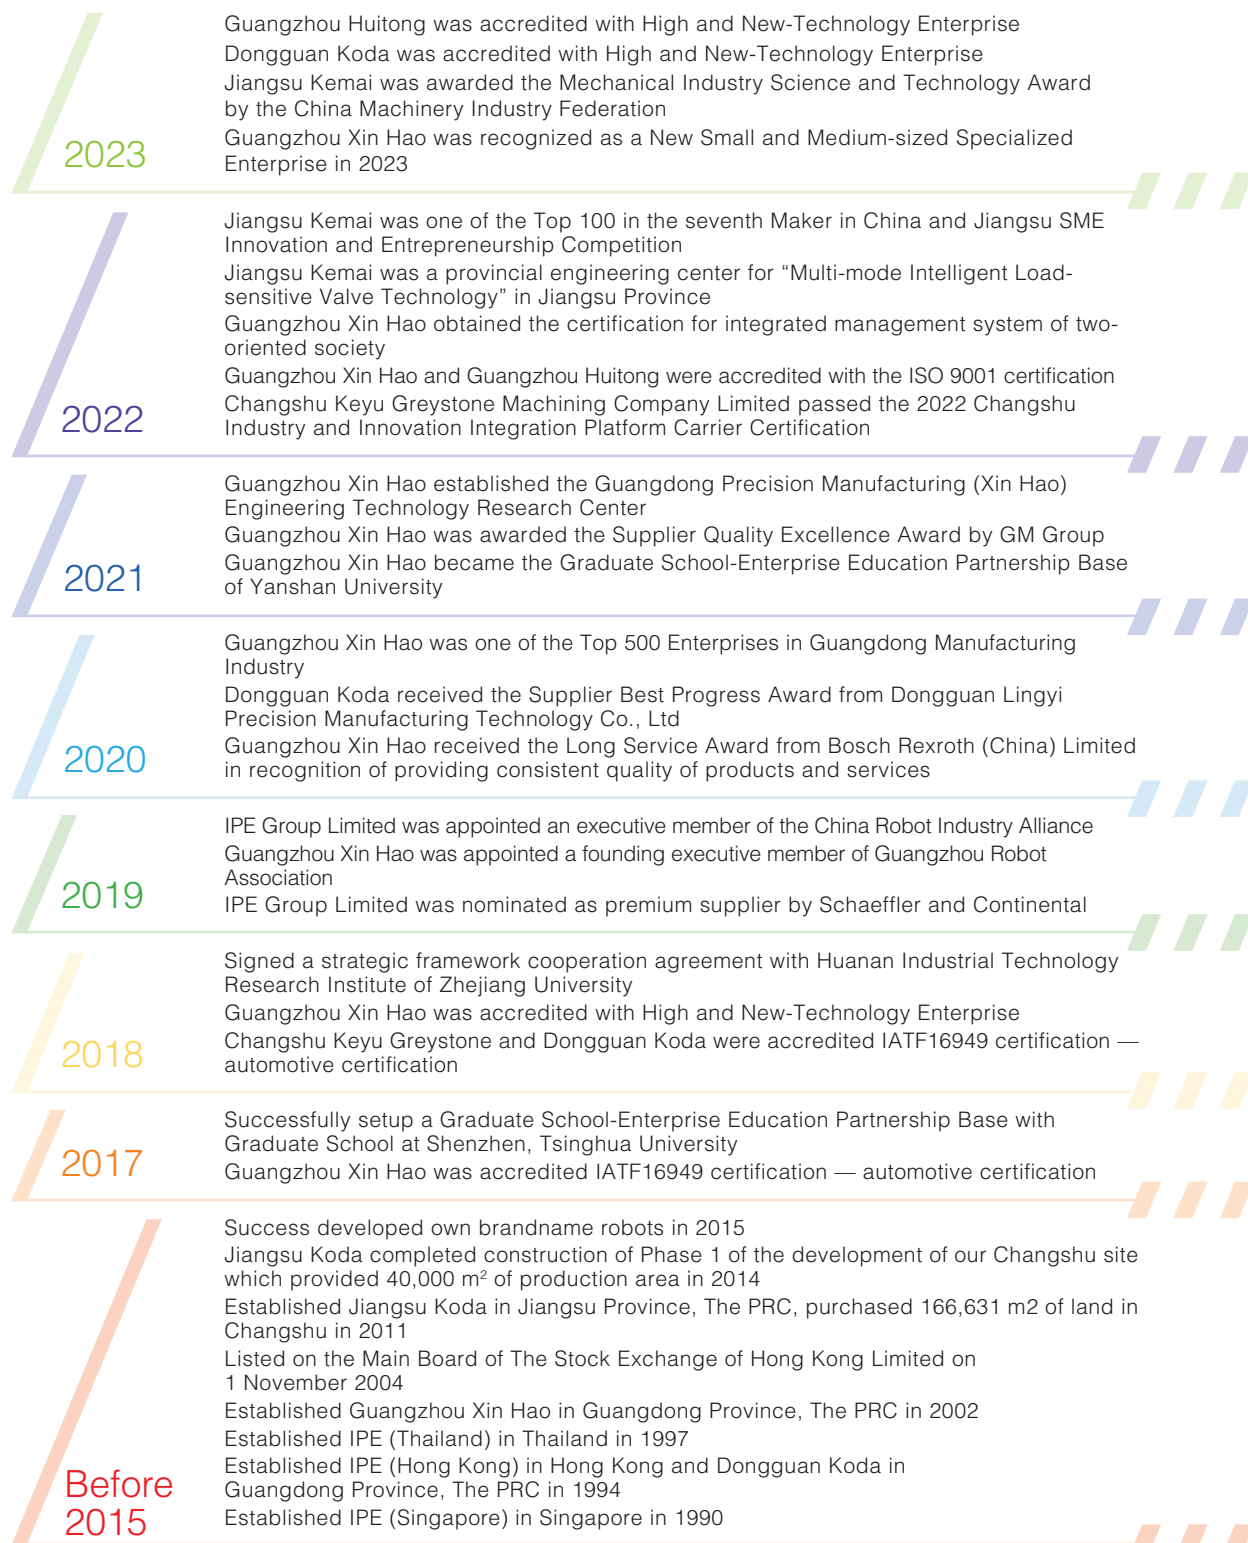 Guangzhou Huitong was accredited with High and New-Technology Enterprise
Dongguan Koda was accredited with High and New-Technology Enterprise
Jiangsu Kemai was awarded the Mechanical Industry Science and Technology Award
by the China Machinery Industry Federation
Guangzhou Xin Hao was recognized as a New Small and Medium-sized Specialized
Enterprise in 2023
2023
Jiangsu Kemai was one of the Top 100 in the seventh Maker in China and Jiangsu SME
Innovation and Entrepreneurship Competition
Jiangsu Kemai was a provincial engineering center for “Multi-mode Intelligent Load-
sensitive Valve Technology” in Jiangsu Province
Guangzhou Xin Hao obtained the certification for integrated management system of two-
oriented society
Guangzhou Xin Hao and Guangzhou Huitong were accredited with the ISO 9001 certification
Changshu Keyu Greystone Machining Company Limited passed the 2022 Changshu
Industry and Innovation Integration Platform Carrier Certification
2022
Guangzhou Xin Hao established the Guangdong Precision Manufacturing (Xin Hao)
Engineering Technology Research Center
Guangzhou Xin Hao was awarded the Supplier Quality Excellence Award by GM Group
Guangzhou Xin Hao became the Graduate School-Enterprise Education Partnership Base
of Yanshan University
2021
Guangzhou Xin Hao was one of the Top 500 Enterprises in Guangdong Manufacturing
Industry
Dongguan Koda received the Supplier Best Progress Award from Dongguan Lingyi
Precision Manufacturing Technology Co., Ltd
Guangzhou Xin Hao received the Long Service Award from Bosch Rexroth (China) Limited
in recognition of providing consistent quality of products and services
2020
IPE Group Limited was appointed an executive member of the China Robot Industry Alliance
Guangzhou Xin Hao was appointed a founding executive member of Guangzhou Robot
Association
IPE Group Limited was nominated as premium supplier by Schaeffler and Continental
2019
Signed a strategic framework cooperation agreement with Huanan Industrial Technology
Research Institute of Zhejiang University
Guangzhou Xin Hao was accredited with High and New-Technology Enterprise
Changshu Keyu Greystone and Dongguan Koda were accredited IATF16949 certification —
automotive certification
2018
Successfully setup a Graduate School-Enterprise Education Partnership Base with
Graduate School at Shenzhen, Tsinghua University
Guangzhou Xin Hao was accredited IATF16949 certification — automotive certification
2017
Success developed own brandname robots in 2015
Jiangsu Koda completed construction of Phase 1 of the development of our Changshu site
which provided 40,000 m² of production area in 2014
Established Jiangsu Koda in Jiangsu Province, The PRC, purchased 166,631 m2 of land in
Changshu in 2011
Listed on the Main Board of The Stock Exchange of Hong Kong Limited on
1 November 2004
Established Guangzhou Xin Hao in Guangdong Province, The PRC in 2002
Established IPE (Thailand) in Thailand in 1997
Established IPE (Hong Kong) in Hong Kong and Dongguan Koda in
Guangdong Province, The PRC in 1994
Established IPE (Singapore) in Singapore in 1990
Before
2015